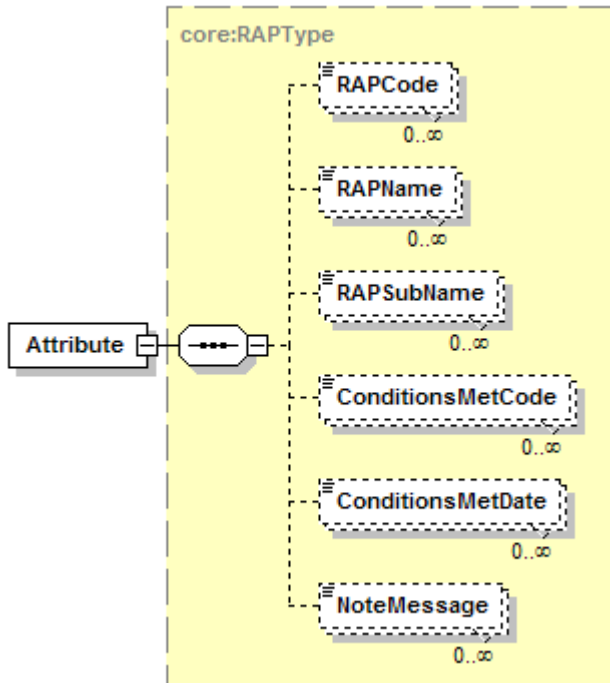 core:RAPType
RAPCode
0..∞
RAPName
0..∞
RAPSubName
0..∞
Attribute
ConditionsMetCode
0..∞
ConditionsMetDate
0..∞
NoteMessage
0..∞